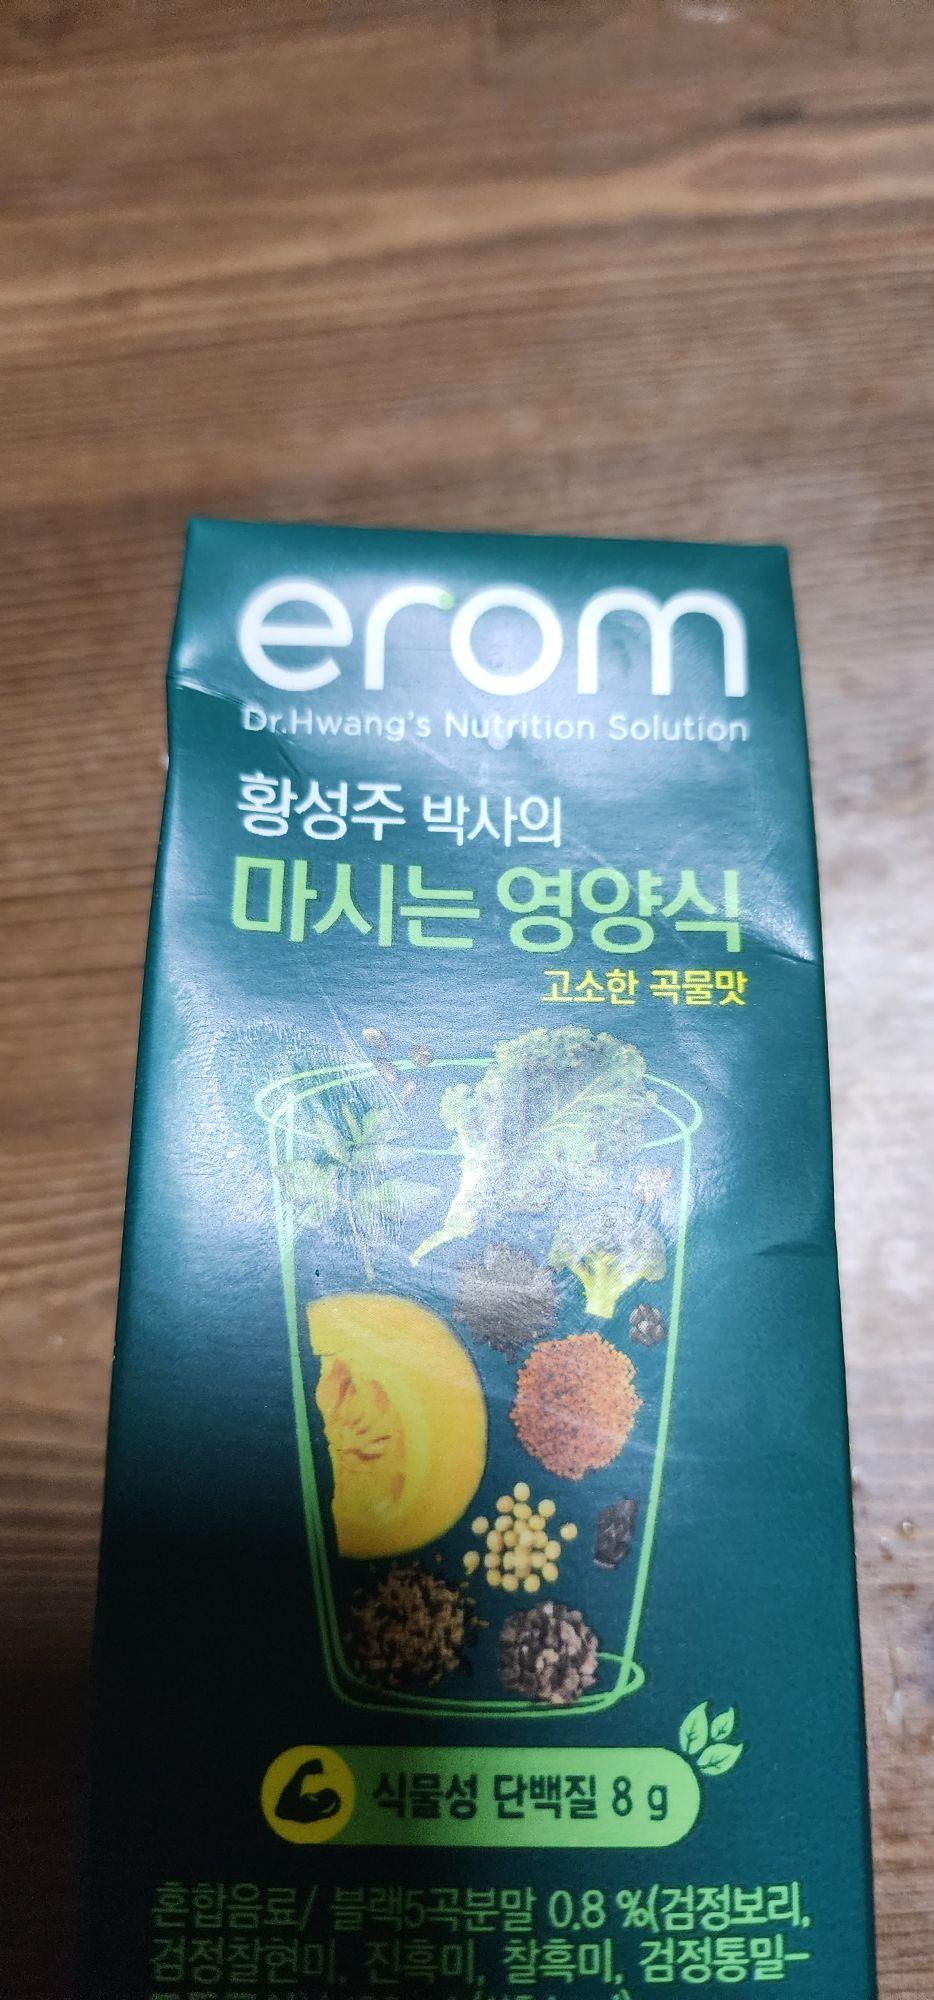 erom
Dr.Hwang's Nutrition Solution
황성주 박사의
마시는 영양식
고소한 곡물맛
식물성 단백질 8 g
혼합음료/ 블랙5곡분말 0.8 %(검정보리,
검정찰현미, 진흑미, 찰흑미, 검정통밀-